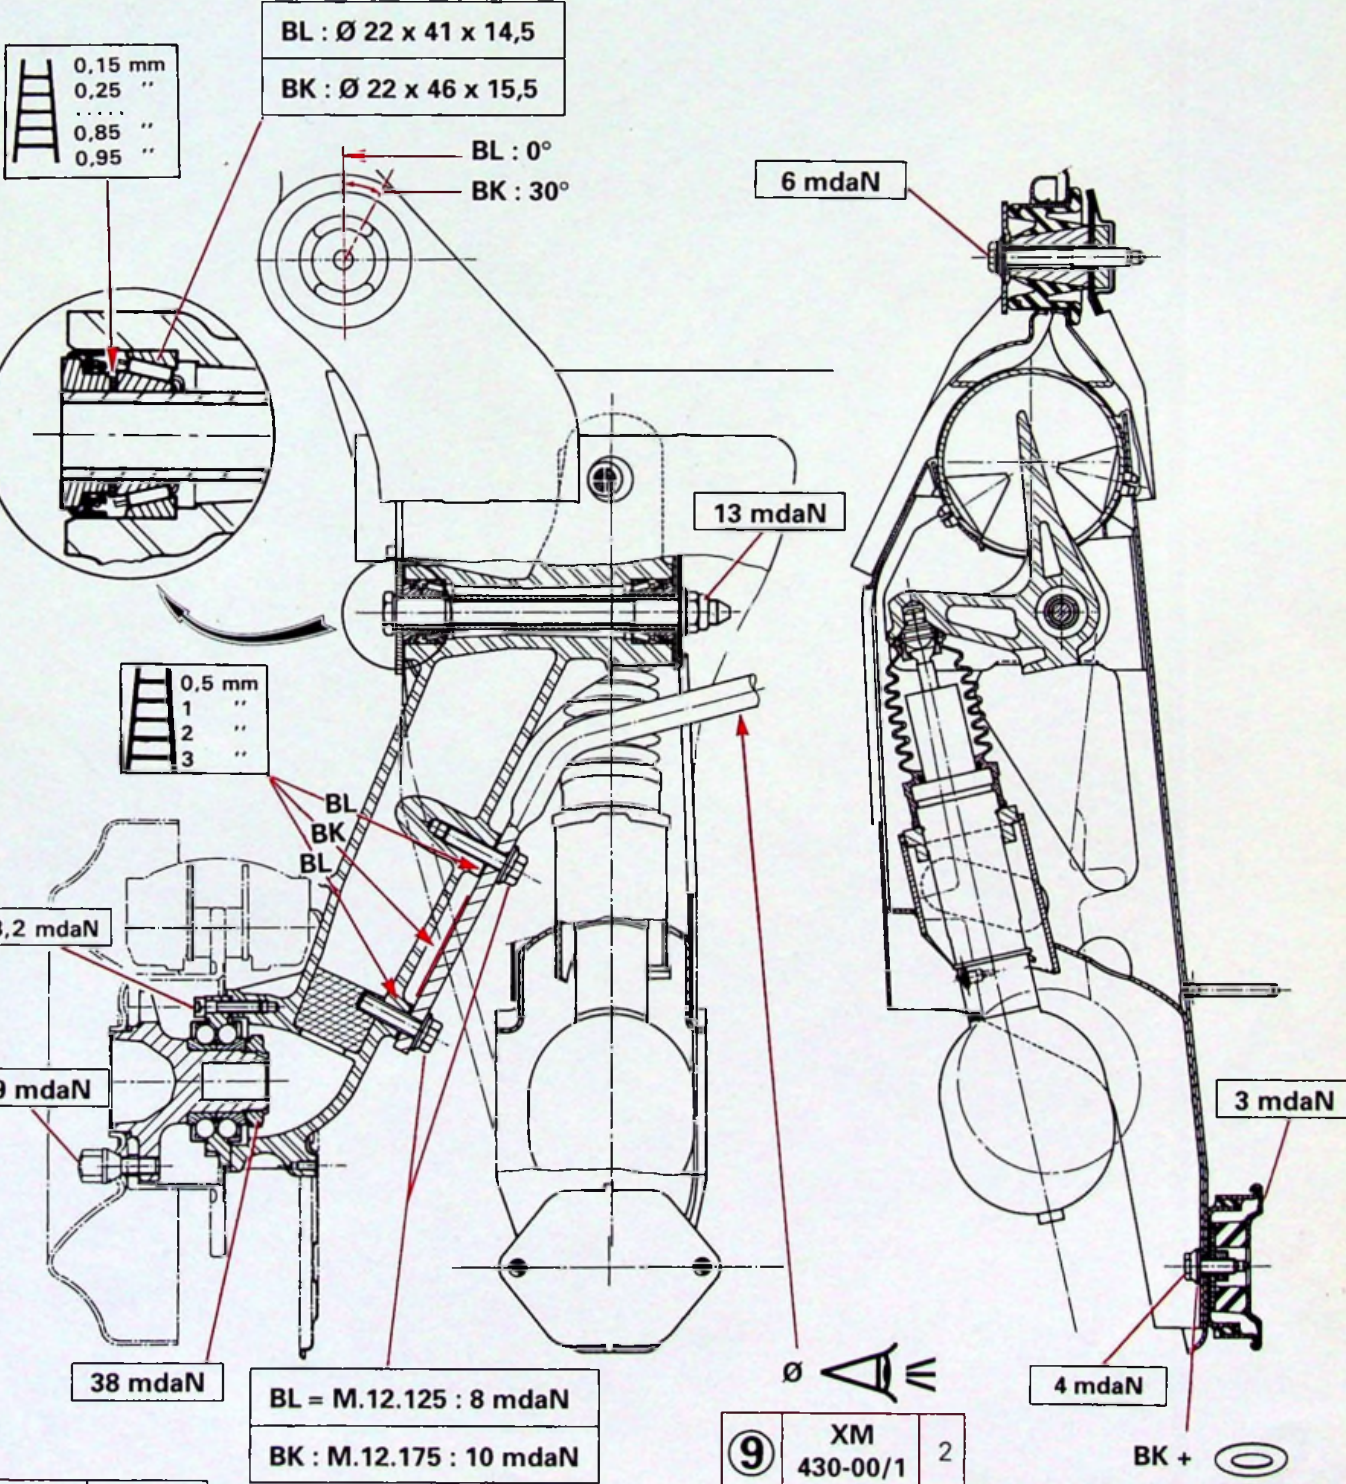 BL : Ø 22 x 41 x 14,5
BK : Ø 22 x 46 x 15,5
0,15 mm
0,25 ″
.....
0,85 ″
0,95 ″
BL : 0°
BK : 30°
6 mdaN
13 mdaN
0,5 mm
1 ″
2 ″
3 ″
BL
BK
BL
,2 mdaN
9 mdaN
3 mdaN
38 mdaN
BL = M.12.125 : 8 mdaN
BK : M.12.175 : 10 mdaN
Ø
4 mdaN
9 XM 430-00/1 2
BK +